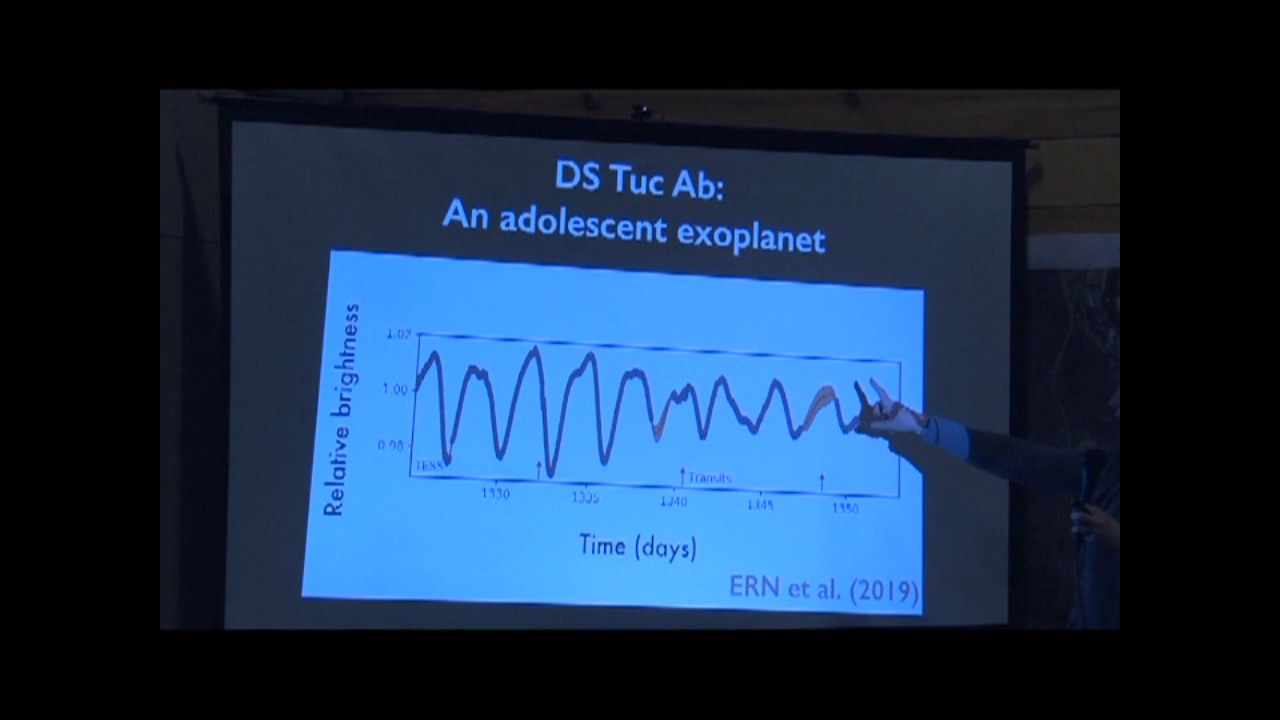 DS Tuc Ab:
An adolescent exoplanet
Relative brightness
1.02
1.00
0.98
TESS
Transits
1330
1335
1340
1345
1350
Time (days)
ERN et al. (2019)